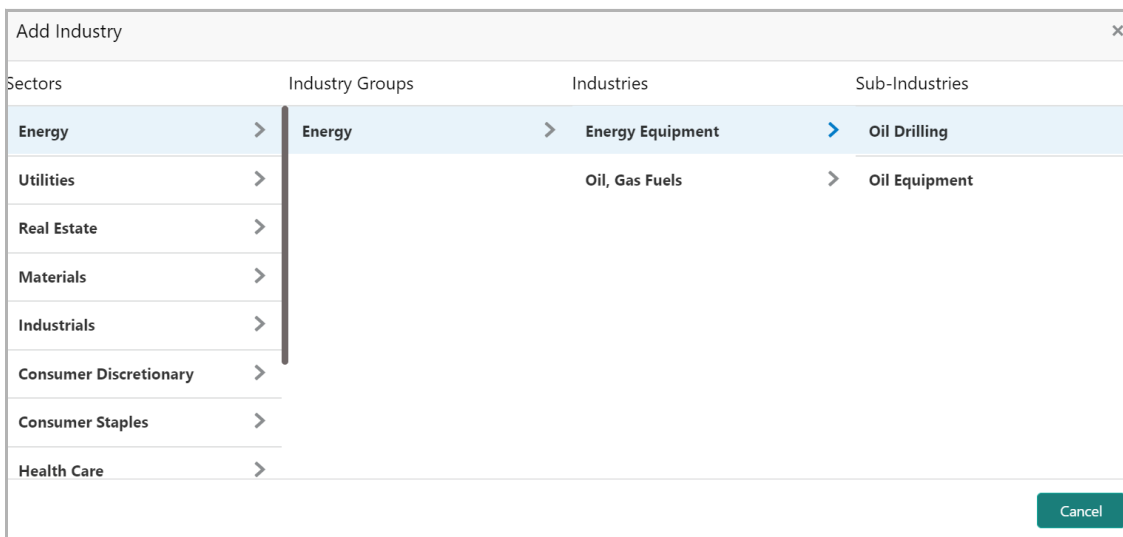 Add Industry ×
Sectors Industry Groups Industries Sub-Industries
Energy Energy Energy Equipment Oil Drilling
Utilities Oil, Gas Fuels Oil Equipment
Real Estate
Materials
Industrials
Consumer Discretionary
Consumer Staples
Health Care
Cancel